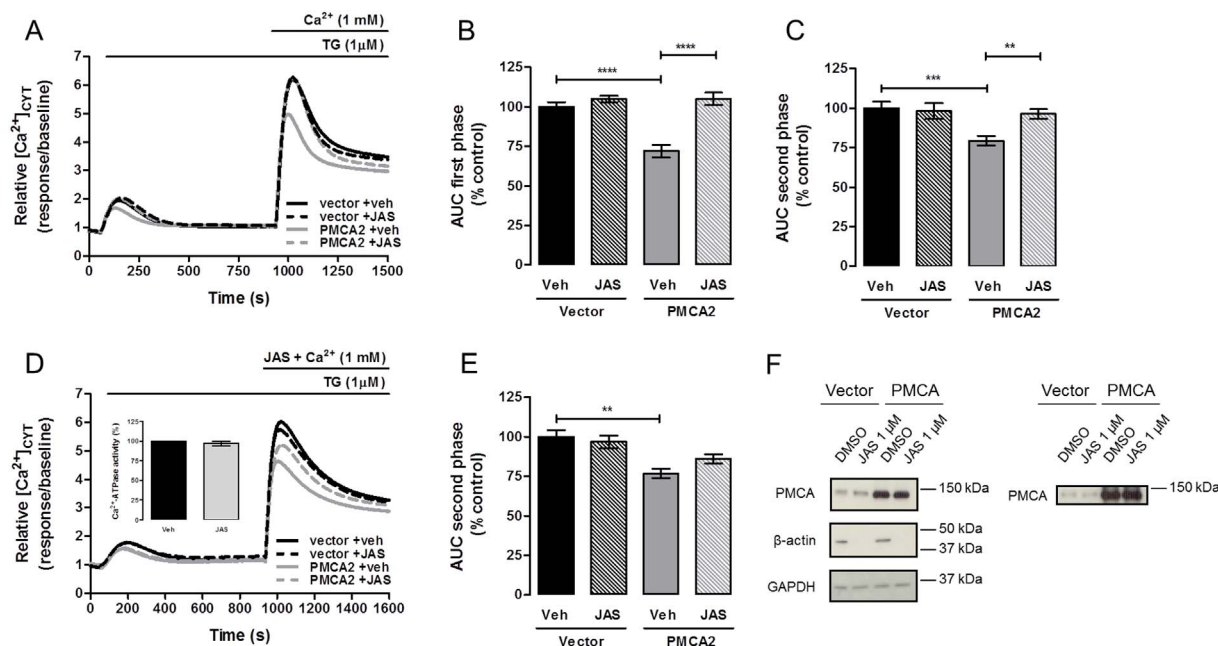 A
Ca²⁺ (1 mM)
TG (1µM)
Relative [Ca²⁺]CYT
(response/baseline)
7
6
5
4
3
2
1
0
vector +veh
vector +JAS
PMCA2 +veh
PMCA2 +JAS
0 250 500 750 1000 1250 1500
Time (s)
B
AUC first phase
(% control)
125
100
75
50
25
0
****
****
Veh JAS Veh JAS
Vector PMCA2
C
AUC second phase
(% control)
125
100
75
50
25
0
***
**
Veh JAS Veh JAS
Vector PMCA2
D
JAS + Ca²⁺ (1 mM)
TG (1µM)
Relative [Ca²⁺]CYT
(response/baseline)
7
6
5
4
3
2
1
0
Ca²⁺-ATPase activity (%)
125
100
75
50
25
0
Veh JAS
vector +veh
vector +JAS
PMCA2 +veh
PMCA2 +JAS
0 200 400 600 800 1000 1200 1400 1600
Time (s)
E
AUC second phase
(% control)
125
100
75
50
25
0
**
Veh JAS Veh JAS
Vector PMCA2
F
Vector PMCA
DMSO JAS 1 µM DMSO JAS 1 µM
PMCA 150 kDa
β-actin 50 kDa
37 kDa
GAPDH 37 kDa
Vector PMCA
DMSO JAS 1 µM DMSO JAS 1 µM
PMCA 150 kDa